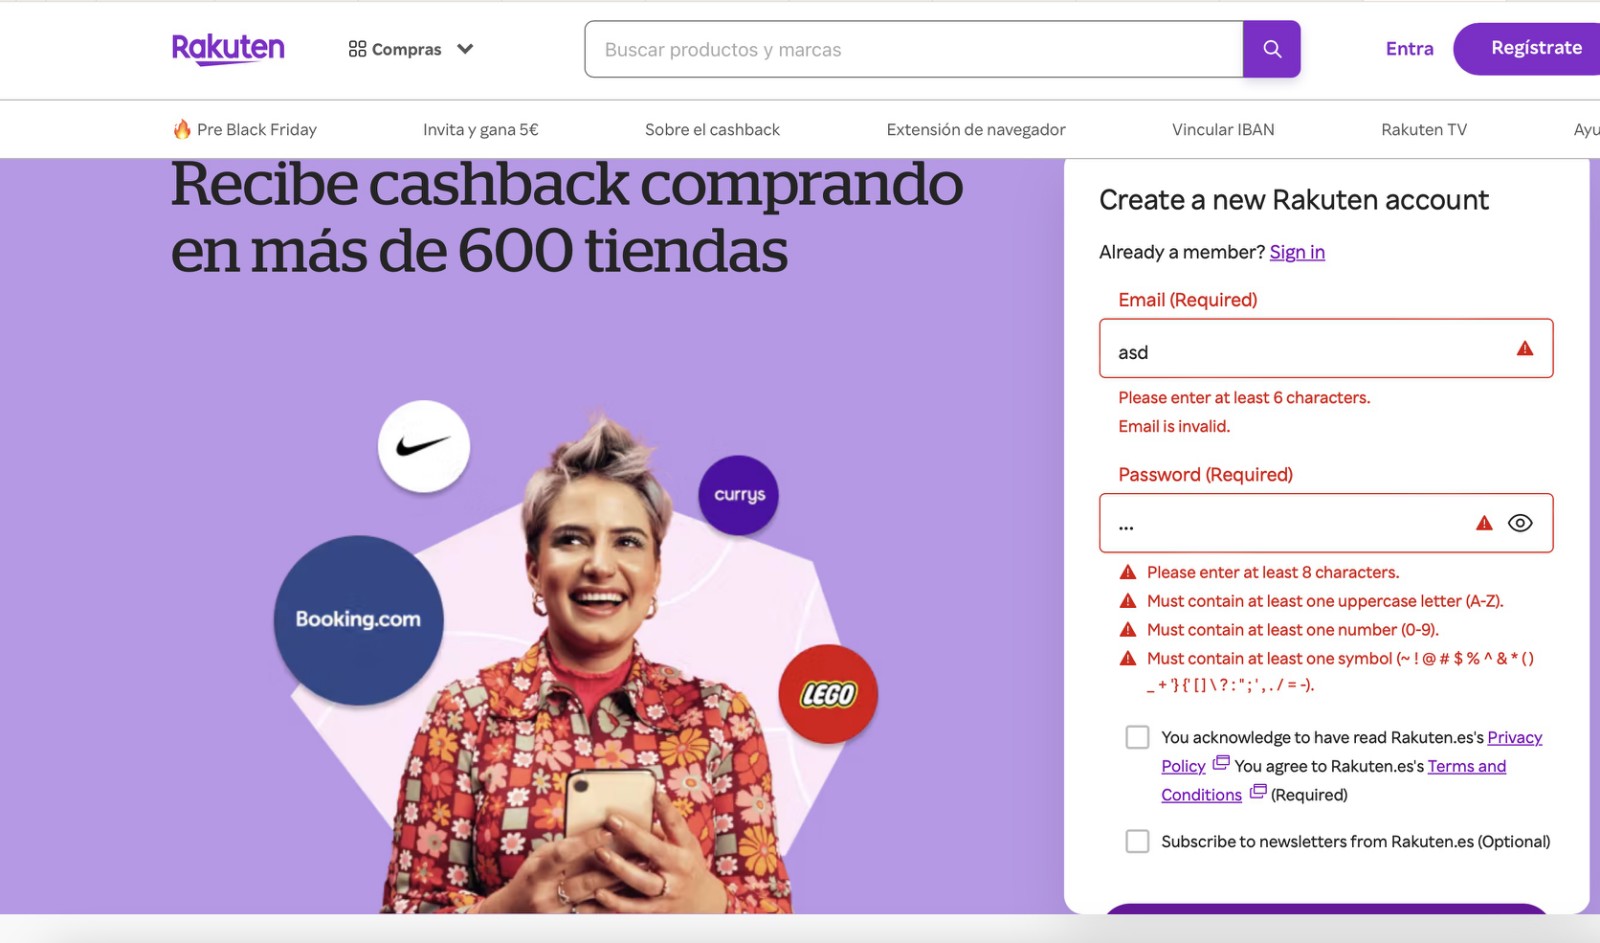 Rakuten
Compras
Buscar productos y marcas
Entra
Regístrate
🔥 Pre Black Friday
Invita y gana 5€
Sobre el cashback
Extensión de navegador
Vincular IBAN
Rakuten TV
Ayu
Recibe cashback comprando
en más de 600 tiendas
currys
Booking.com
LEGO
Create a new Rakuten account
Already a member? Sign in
Email (Required)
asd
Please enter at least 6 characters.
Email is invalid.
Password (Required)
...
Please enter at least 8 characters.
Must contain at least one uppercase letter (A-Z).
Must contain at least one number (0-9).
Must contain at least one symbol (~ ! @ # $ % ^ & * ( )
_ + '} {' [ ] \ ? : " ; ' , . / = -).
You acknowledge to have read Rakuten.es's Privacy
Policy You agree to Rakuten.es's Terms and
Conditions (Required)
Subscribe to newsletters from Rakuten.es (Optional)